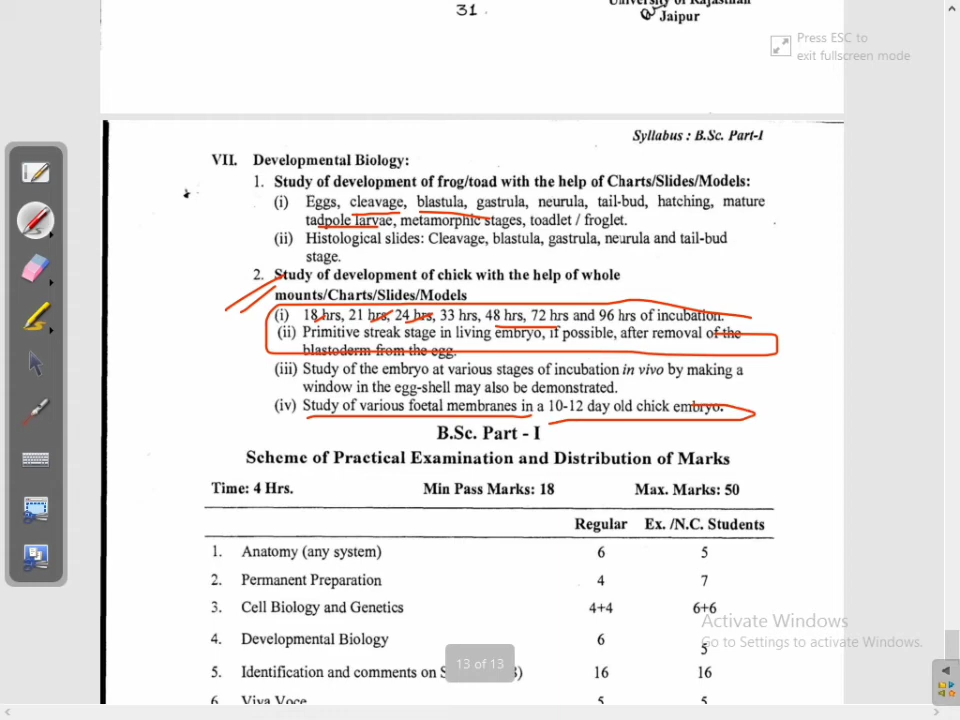 31
University of Rajasthan
Jaipur
Press ESC to
exit fullscreen mode
Syllabus : B.Sc. Part-I
VII. Developmental Biology:
1. Study of development of frog/toad with the help of Charts/Slides/Models:
(i) Eggs, cleavage, blastula, gastrula, neurula, tail-bud, hatching, mature
tadpole larvae, metamorphic stages, toadlet / froglet.
(ii) Histological slides: Cleavage, blastula, gastrula, neurula and tail-bud
stage.
2. Study of development of chick with the help of whole
mounts/Charts/Slides/Models
(i) 18 hrs, 21 hrs, 24 hrs, 33 hrs, 48 hrs, 72 hrs and 96 hrs of incubation.
(ii) Primitive streak stage in living embryo, if possible, after removal of the
blastoderm from the egg.
(iii) Study of the embryo at various stages of incubation in vivo by making a
window in the egg-shell may also be demonstrated.
(iv) Study of various foetal membranes in a 10-12 day old chick embryo.
B.Sc. Part - I
Scheme of Practical Examination and Distribution of Marks
Time: 4 Hrs. Min Pass Marks: 18 Max. Marks: 50
Regular Ex. /N.C. Students
1. Anatomy (any system) 6 5
2. Permanent Preparation 4 7
3. Cell Biology and Genetics 4+4 6+6
4. Developmental Biology 6 5
5. Identification and comments on 16 16
6. Viva Voce 5 5
13 of 13
Activate Windows
Go to Settings to activate Windows.